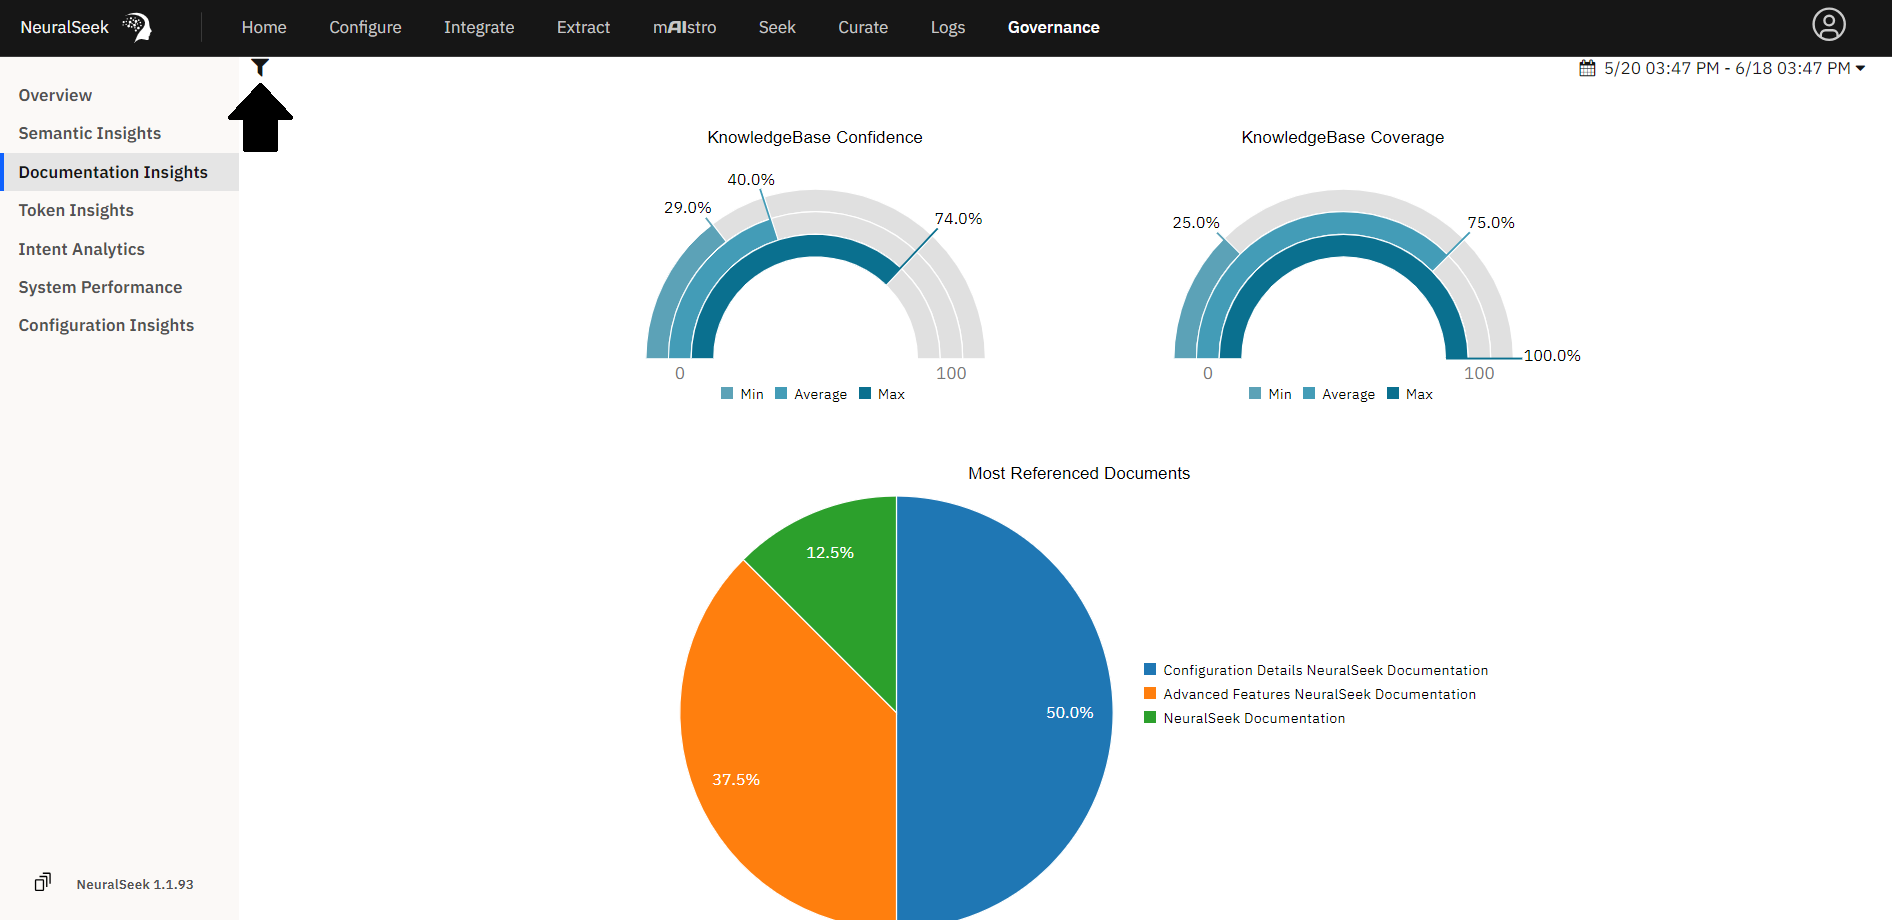 NeuralSeek
Home
Configure
Integrate
Extract
mAIstro
Seek
Curate
Logs
Governance
5/20 03:47 PM - 6/18 03:47 PM
Overview
Semantic Insights
Documentation Insights
Token Insights
Intent Analytics
System Performance
Configuration Insights
NeuralSeek 1.1.93
KnowledgeBase Confidence
29.0%
40.0%
74.0%
0
100
Min
Average
Max
KnowledgeBase Coverage
25.0%
75.0%
100.0%
0
100
Min
Average
Max
Most Referenced Documents
12.5%
50.0%
37.5%
Configuration Details NeuralSeek Documentation
Advanced Features NeuralSeek Documentation
NeuralSeek Documentation